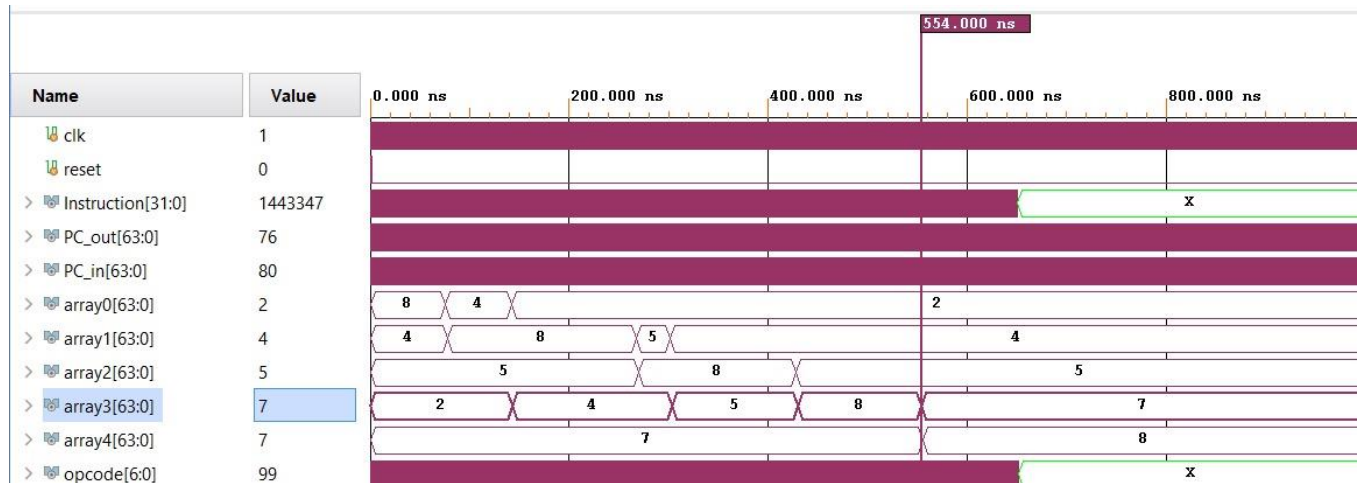 554.000 ns
Name Value 0.000 ns 200.000 ns 400.000 ns 600.000 ns 800.000 ns
clk 1
reset 0
> Instruction[31:0] 1443347 X
> PC_out[63:0] 76
> PC_in[63:0] 80
> array0[63:0] 2 8 4 2
> array1[63:0] 4 4 8 5 4
> array2[63:0] 5 5 8 5
> array3[63:0] 7 2 4 5 8 7
> array4[63:0] 7 7 8
> opcode[6:0] 99 X